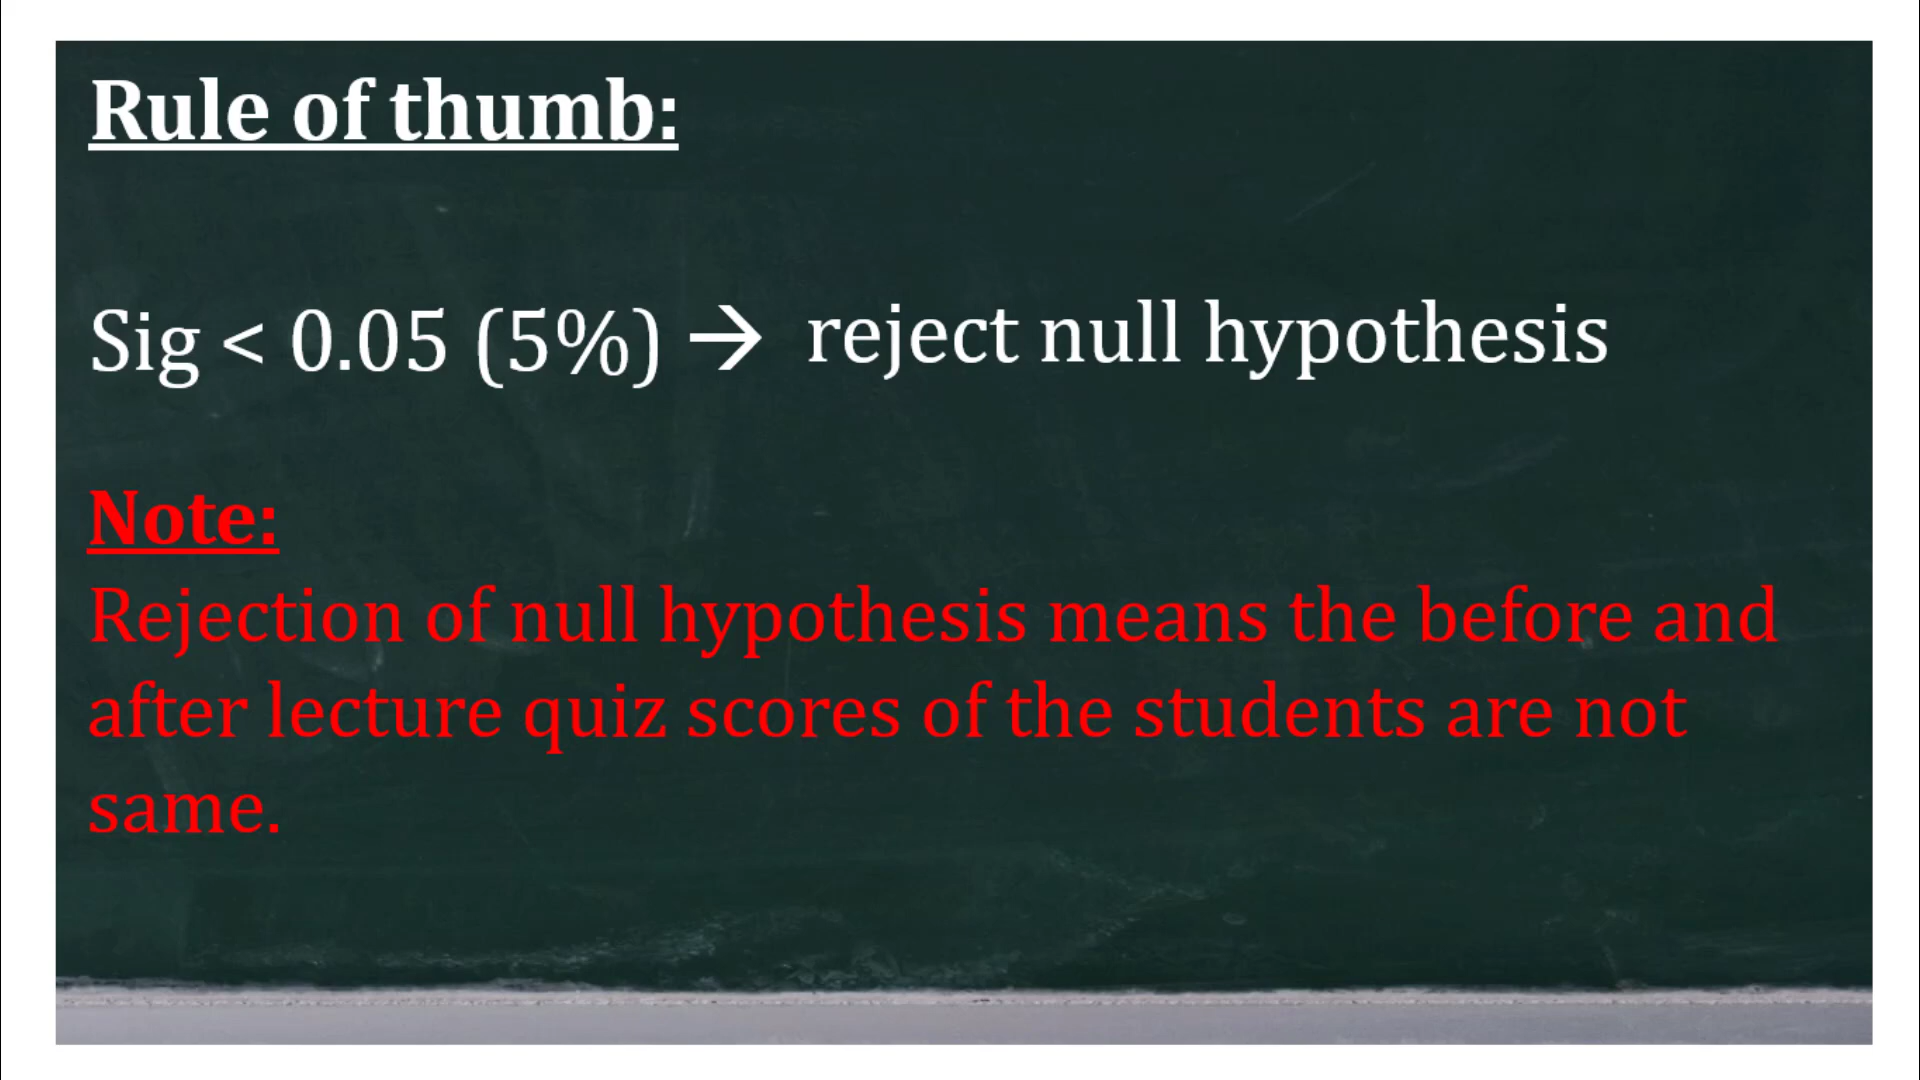 Rule of thumb:
Sig < 0.05 (5%) → reject null hypothesis
Note:
Rejection of null hypothesis means the before and
after lecture quiz scores of the students are not
same.